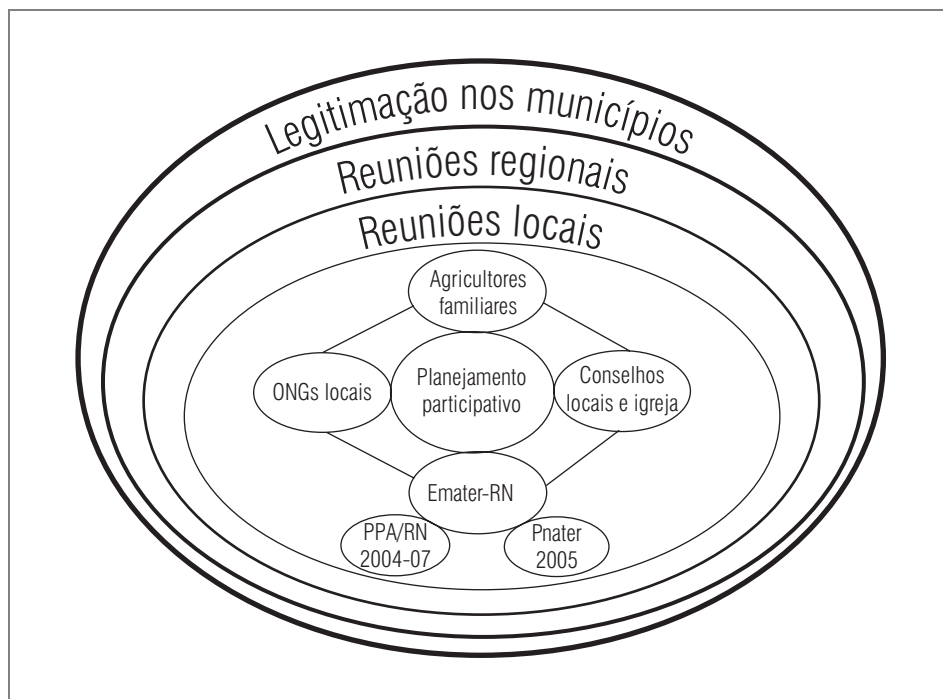 Legitimação nos municípios
Reuniões regionais
Reuniões locais
Agricultores
familiares
ONGs locais
Planejamento
participativo
Conselhos
locais e igreja
Emater-RN
PPA/RN
2004-07
Pnater
2005